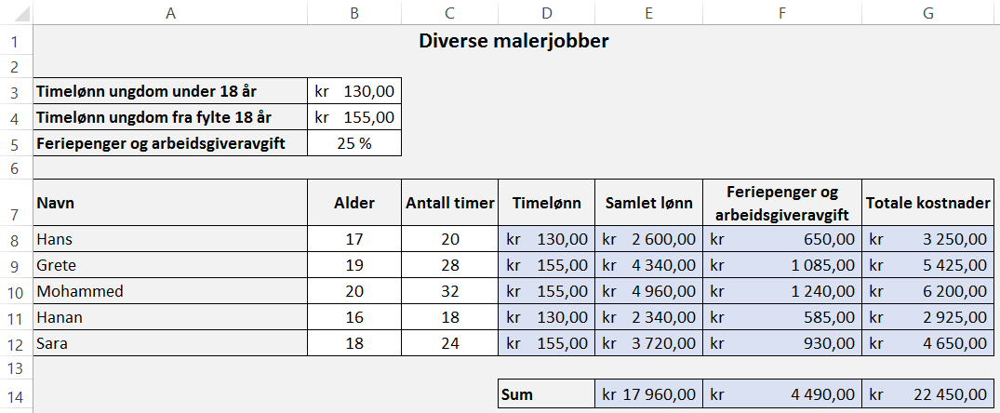 A B C D E F G
1 Diverse malerjobber
2
3 Timelønn ungdom under 18 år kr 130,00
4 Timelønn ungdom fra fylte 18 år kr 155,00
5 Feriepenger og arbeidsgiveravgift 25 %
6
7 Navn Alder Antall timer Timelønn Samlet lønn Feriepenger og arbeidsgiveravgift Totale kostnader
8 Hans 17 20 kr 130,00 kr 2 600,00 kr 650,00 kr 3 250,00
9 Grete 19 28 kr 155,00 kr 4 340,00 kr 1 085,00 kr 5 425,00
10 Mohammed 20 32 kr 155,00 kr 4 960,00 kr 1 240,00 kr 6 200,00
11 Hanan 16 18 kr 130,00 kr 2 340,00 kr 585,00 kr 2 925,00
12 Sara 18 24 kr 155,00 kr 3 720,00 kr 930,00 kr 4 650,00
13
14 Sum kr 17 960,00 kr 4 490,00 kr 22 450,00